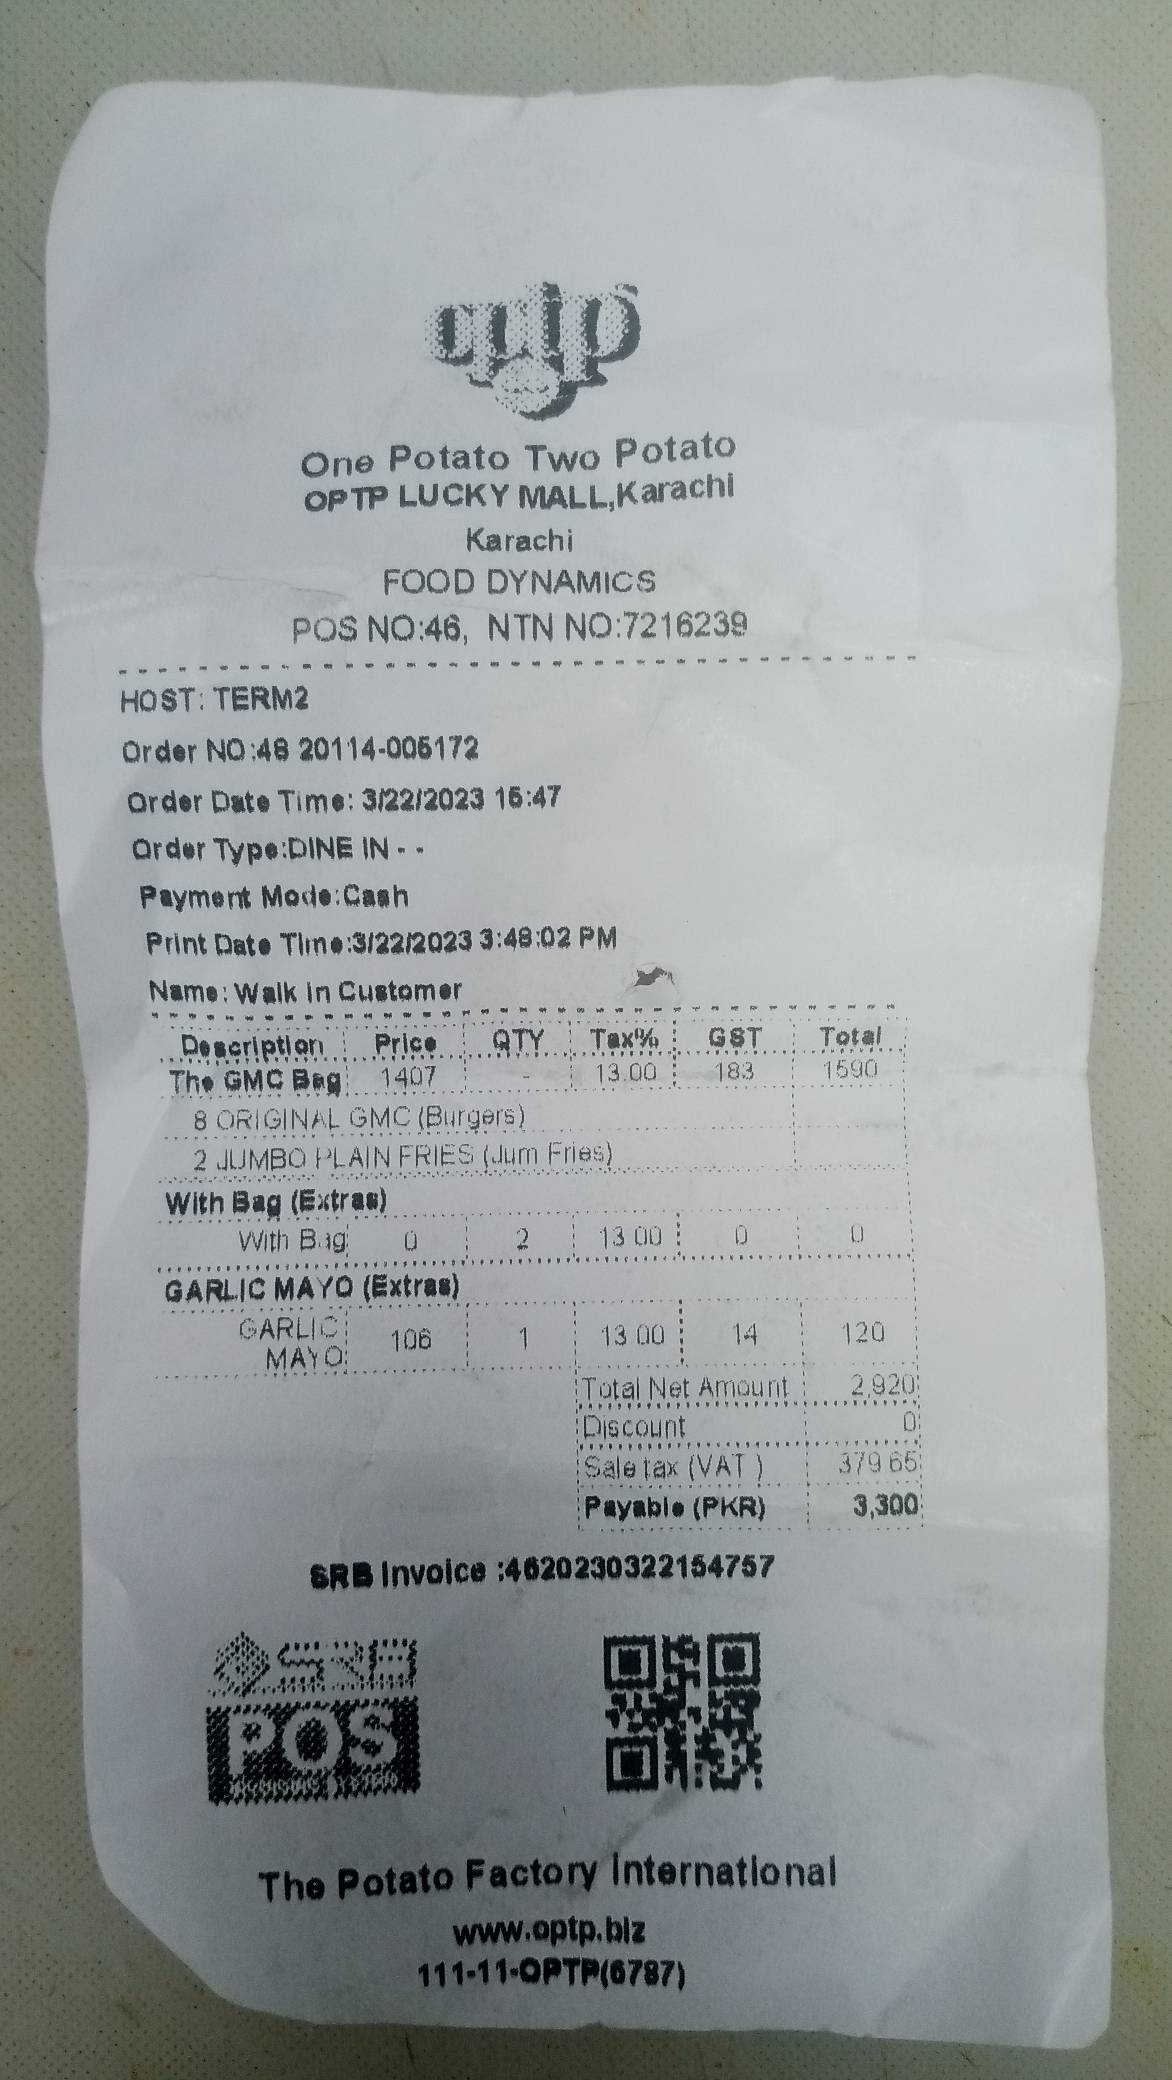 optp
One Potato Two Potato
OPTP LUCKY MALL,Karachi
Karachi
FOOD DYNAMICS
POS NO:46, NTN NO:7216239
HOST: TERM2
Order NO:48 20114-005172
Order Date Time: 3/22/2023 15:47
Order Type:DINE IN - -
Payment Mode:Cash
Print Date Time:3/22/2023 3:48:02 PM
Name: Walk In Customer
Description Price QTY Tax% GST Total
The GMC Bag 1407 - 13.00 183 1590
8 ORIGINAL GMC (Burgers)
2 JUMBO PLAIN FRIES (Jum Fries)
With Bag (Extras)
With Bag 0 2 13.00 0 0
GARLIC MAYO (Extras)
GARLIC MAYO 106 1 13.00 14 120
Total Net Amount 2,920
Discount 0
Sale tax (VAT ) 379.65
Payable (PKR) 3,300
SRB Invoice :4620230322154757
SRB
POS
The Potato Factory International
www.optp.biz
111-11-OPTP(6787)